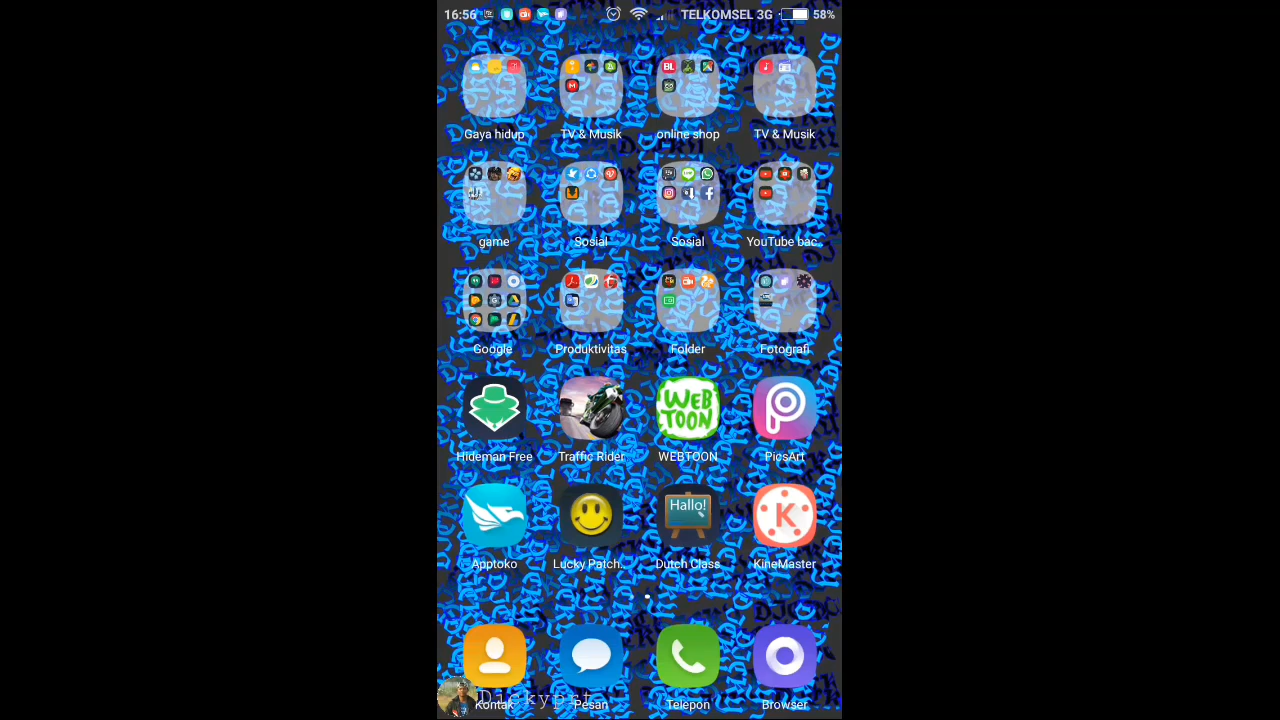 16:56 TELKOMSEL 3G 58%
Gaya hidup TV & Musik online shop TV & Musik
game Sosial Sosial YouTube bac..
Google Produktivitas Folder Fotografi
WEBTOON
Hideman Free Traffic Rider WEBTOON PicsArt
Hallo!
K
Apptoko Lucky Patch.. Dutch Class KineMaster
Kontak Pesan Telepon Browser